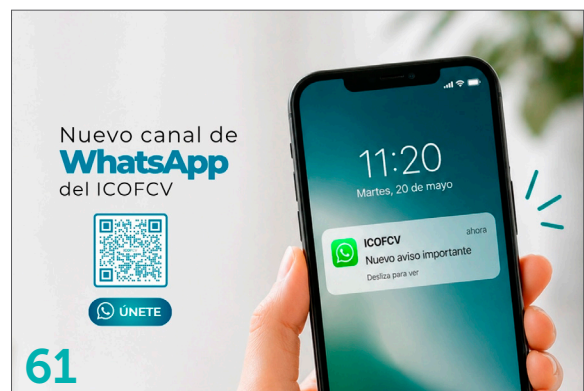 Nuevo canal de
WhatsApp
del ICOFCV
ÚNETE
61
11:20
Martes, 20 de mayo
ICOFCV
ahora
Nuevo aviso importante
Desliza para ver